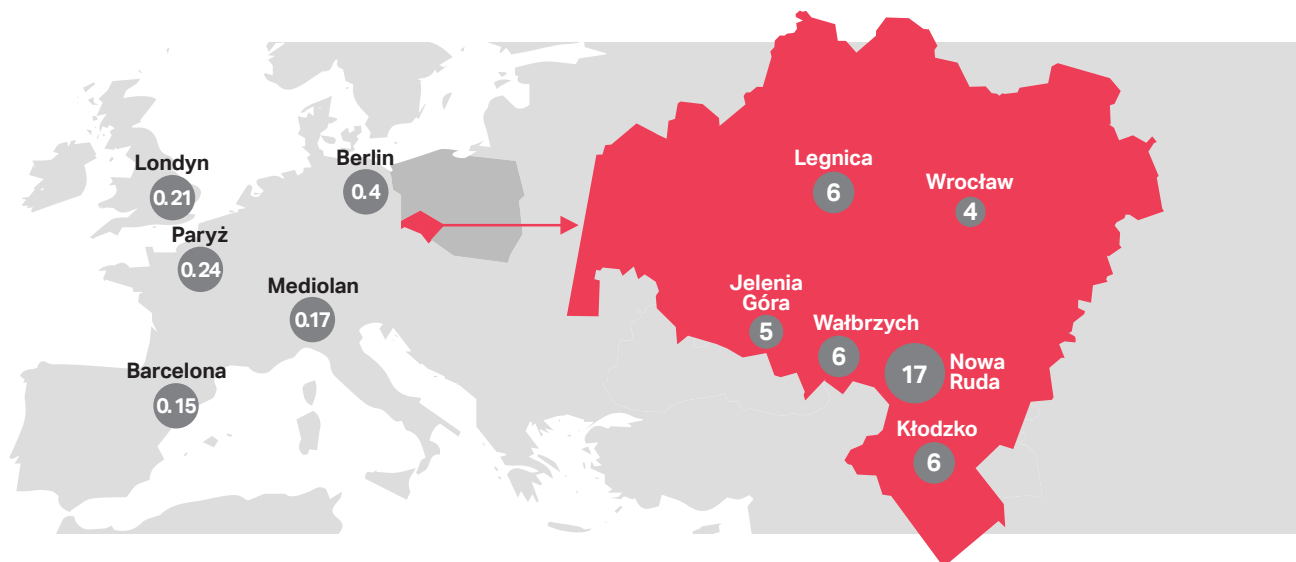 Londyn
0.21
Paryż
0.24
Berlin
0.4
Mediolan
0.17
Barcelona
0.15
Legnica
6
Wrocław
4
Jelenia
Góra
5
Wałbrzych
6
17
Nowa
Ruda
Kłodzko
6